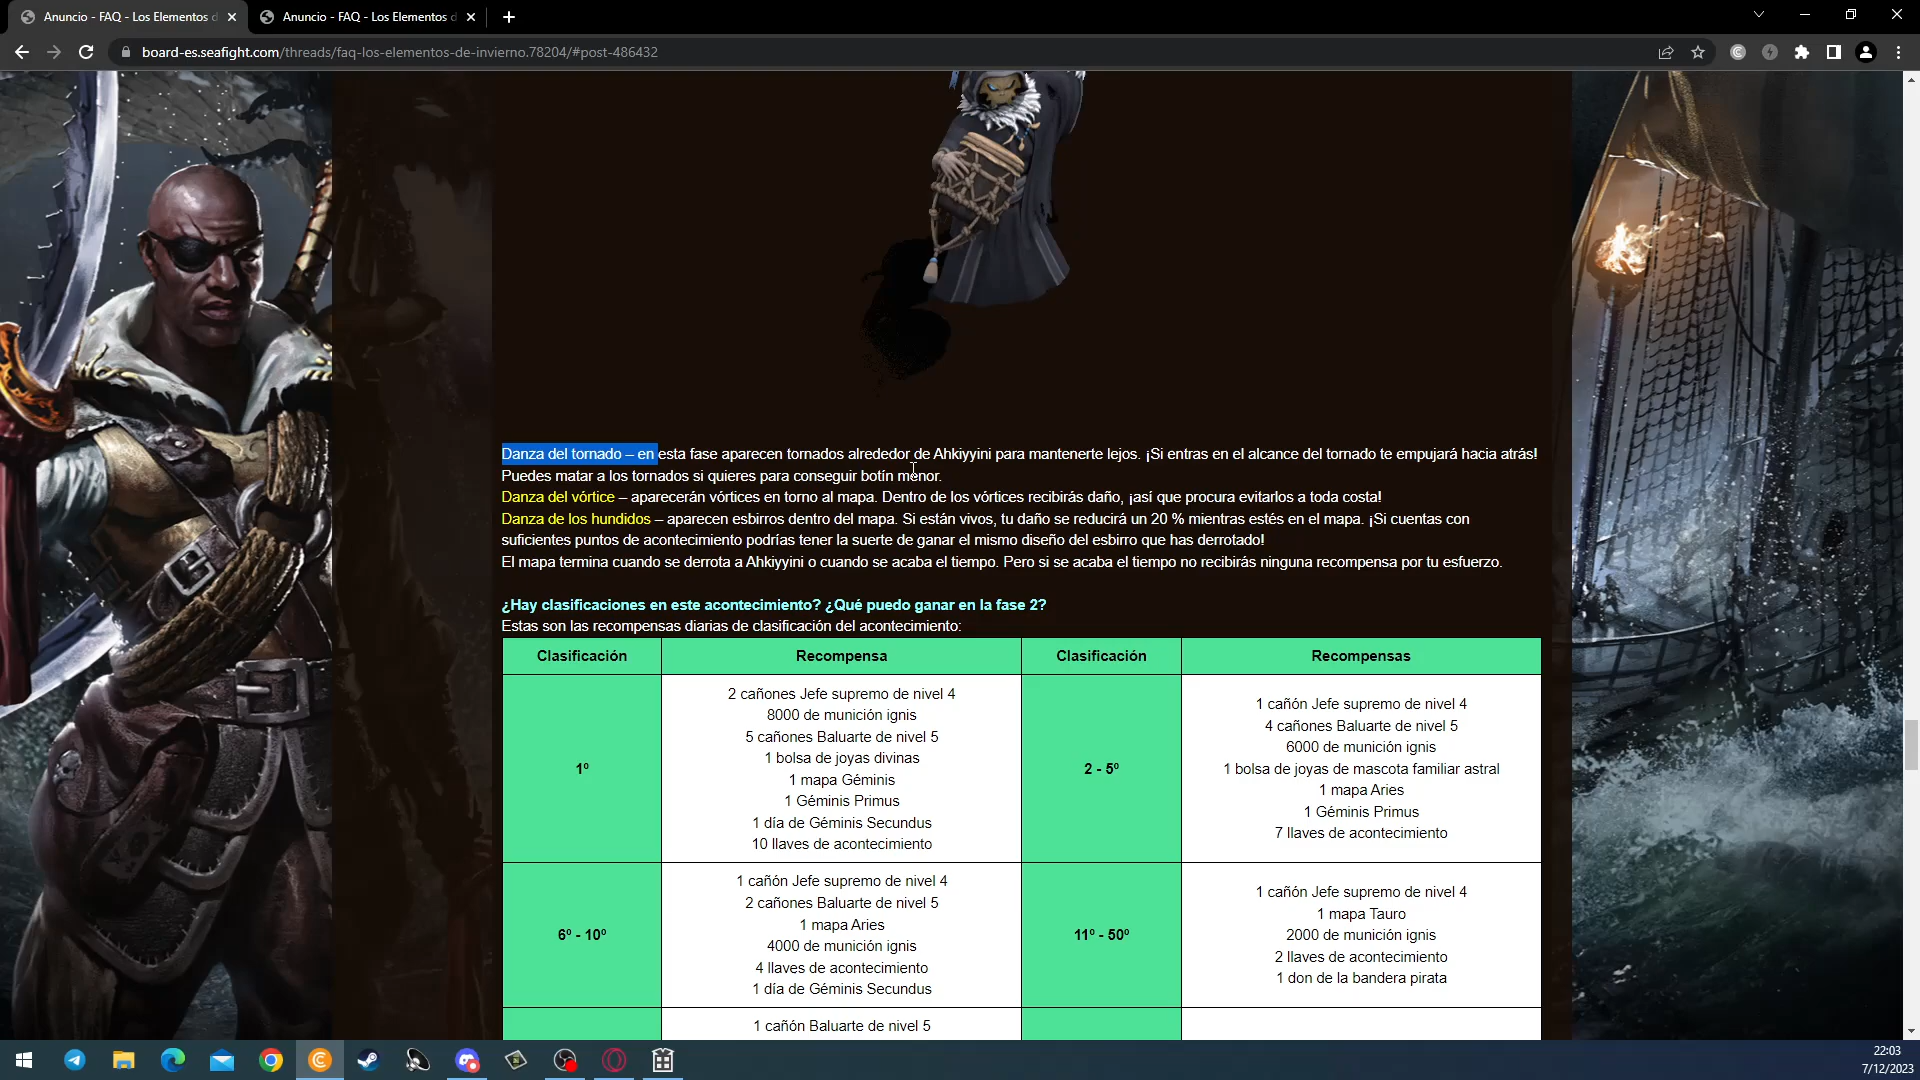 Anuncio - FAQ - Los Elementos d
Anuncio - FAQ - Los Elementos d
board-es.seafight.com/threads/faq-los-elementos-de-invierno.78204/#post-486432
Danza del tornado – en esta fase aparecen tornados alrededor de Ahkiyyini para mantenerte lejos. ¡Si entras en el alcance del tornado te empujará hacia atrás!
Puedes matar a los tornados si quieres para conseguir botín menor.
Danza del vórtice – aparecerán vórtices en torno al mapa. Dentro de los vórtices recibirás daño, ¡así que procura evitarlos a toda costa!
Danza de los hundidos – aparecen esbirros dentro del mapa. Si están vivos, tu daño se reducirá un 20 % mientras estés en el mapa. ¡Si cuentas con
suficientes puntos de acontecimiento podrías tener la suerte de ganar el mismo diseño del esbirro que has derrotado!
El mapa termina cuando se derrota a Ahkiyyini o cuando se acaba el tiempo. Pero si se acaba el tiempo no recibirás ninguna recompensa por tu esfuerzo.
¿Hay clasificaciones en este acontecimiento? ¿Qué puedo ganar en la fase 2?
Estas son las recompensas diarias de clasificación del acontecimiento:
Clasificación Recompensa Clasificación Recompensas
1º
2 cañones Jefe supremo de nivel 4
8000 de munición ignis
5 cañones Baluarte de nivel 5
1 bolsa de joyas divinas
1 mapa Géminis
1 Géminis Primus
1 día de Géminis Secundus
10 llaves de acontecimiento
2 - 5º
1 cañón Jefe supremo de nivel 4
4 cañones Baluarte de nivel 5
6000 de munición ignis
1 bolsa de joyas de mascota familiar astral
1 mapa Aries
1 Géminis Primus
7 llaves de acontecimiento
6º - 10º
1 cañón Jefe supremo de nivel 4
2 cañones Baluarte de nivel 5
1 mapa Aries
4000 de munición ignis
4 llaves de acontecimiento
1 día de Géminis Secundus
11º - 50º
1 cañón Jefe supremo de nivel 4
1 mapa Tauro
2000 de munición ignis
2 llaves de acontecimiento
1 don de la bandera pirata
1 cañón Baluarte de nivel 5
22:03
7/12/2023